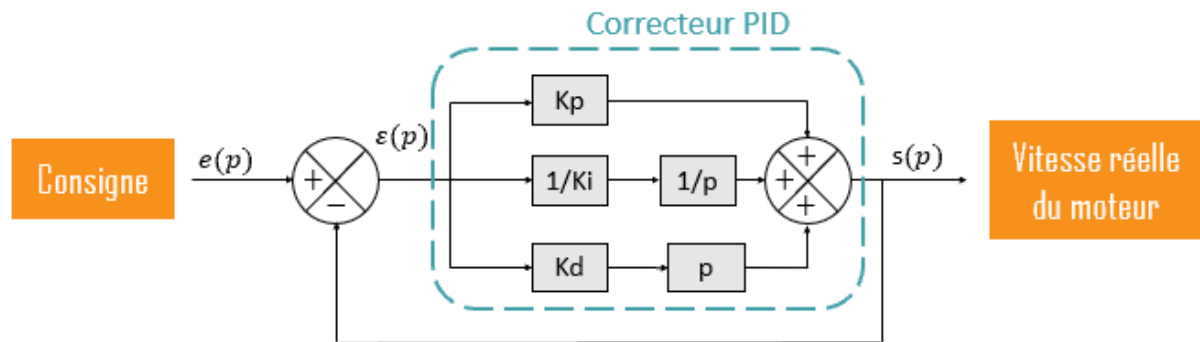 Correcteur PID
Consigne
e(p)
+
−
ε(p)
Kp
1/Ki
1/p
Kd
p
+
+
+
s(p)
Vitesse réelle
du moteur